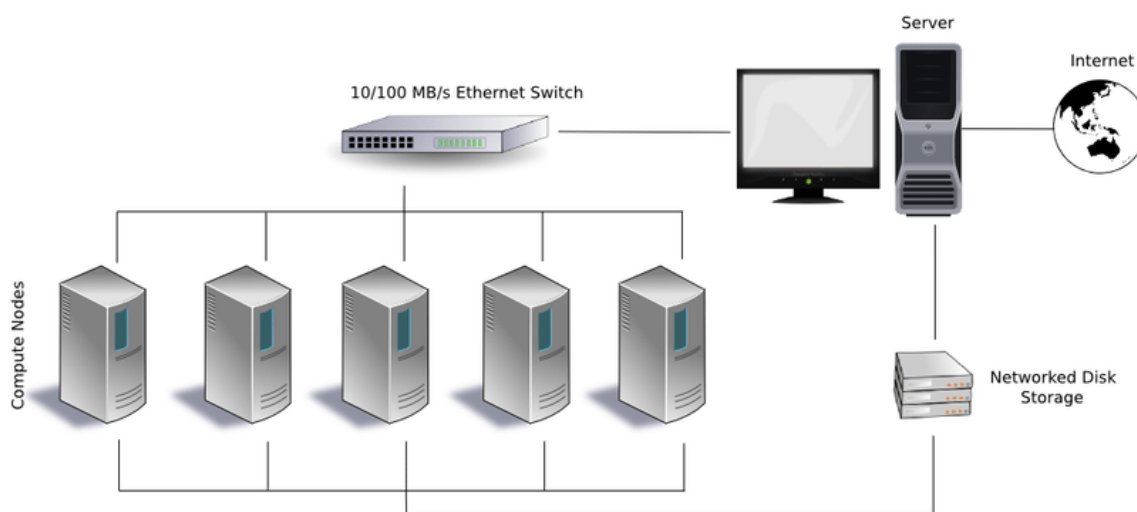 Server
Internet
10/100 MB/s Ethernet Switch
Compute Nodes
Networked Disk
Storage